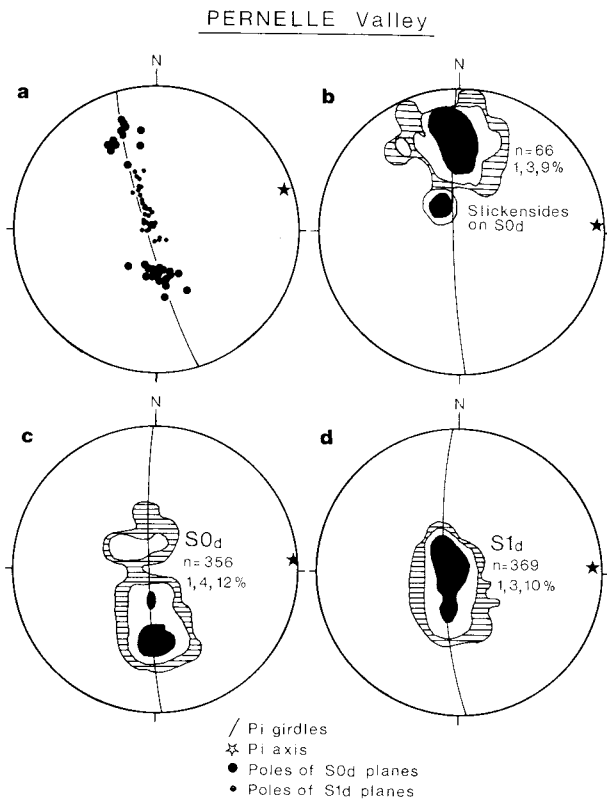 PERNELLE Valley
a
N
b
N
n=66
1,3,9%
Slickensides
on S0d
c
N
S0d
n=356
1,4,12%
d
N
S1d
n=369
1,3,10%
Pi girdles
Pi axis
Poles of S0d planes
Poles of S1d planes